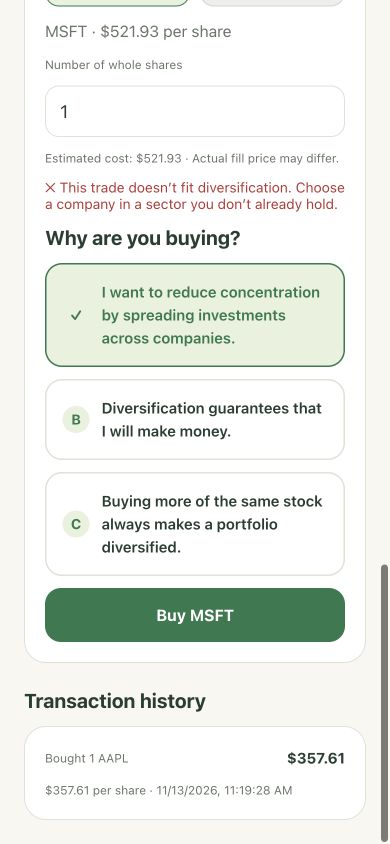 MSFT · $521.93 per share
Number of whole shares
1
Estimated cost: $521.93 · Actual fill price may differ.
✕ This trade doesn’t fit diversification. Choose
a company in a sector you don’t already hold.
Why are you buying?
✓ I want to reduce concentration
by spreading investments
across companies.
B Diversification guarantees that
I will make money.
C Buying more of the same stock
always makes a portfolio
diversified.
Buy MSFT
Transaction history
Bought 1 AAPL $357.61
$357.61 per share · 11/13/2026, 11:19:28 AM